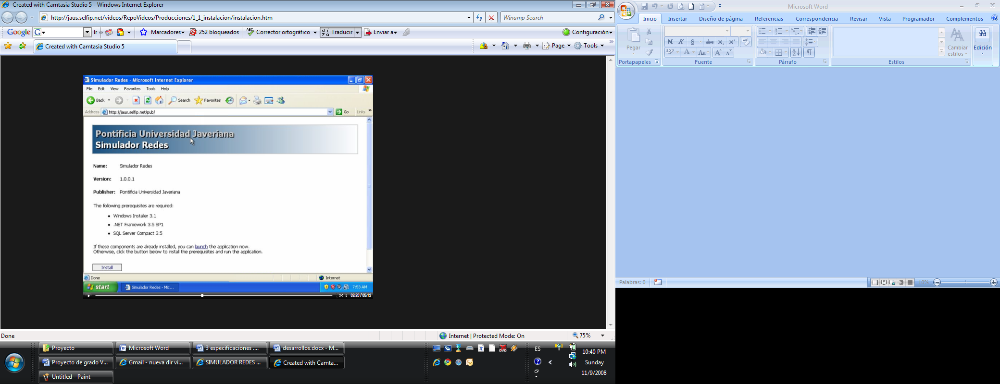 Created with Camtasia Studio 5 - Windows Internet Explorer
http://jaus.selfip.net/videos/RepoVideos/Producciones/1_1_instalacion/instalacion.htm
Winamp Search
Google
G
Ir
Marcadores
252 bloqueados
ABC
Corrector ortográfico
Traducir
Enviar a
Configuración
Created with Camtasia Studio 5
Page
Tools
Simulador Redes - Microsoft Internet Explorer
File Edit View Favorites Tools Help
Back
Search
Favorites
Address
http://jaus.selfip.net/pub/
Go
Links
Pontificia Universidad Javeriana
Simulador Redes
Name: Simulador Redes
Version: 1.0.0.1
Publisher: Pontificia Universidad Javeriana
The following prerequisites are required:
• Windows Installer 3.1
• .NET Framework 3.5 SP1
• SQL Server Compact 3.5
If these components are already installed, you can launch the application now.
Otherwise, click the button below to install the prerequisites and run the application.
Install
Done
Internet
start
Simulador Redes - Mic...
7:53 AM
02:20 / 05:12
Done
Internet | Protected Mode: On
75%
Proyecto
Microsoft Word
3 especificaciones ....
desarrollos.docx - M...
Proyecto de grado V...
Gmail - nueva dir vi...
SIMULADOR REDES ...
Created with Camta...
Untitled - Paint
DVD
ES
10:40 PM
Sunday
11/9/2008
Microsoft Word
Inicio
Insertar
Diseño de página
Referencias
Correspondencia
Revisar
Vista
Programador
Complementos
Pegar
N K S abc x₂ x²
Aa
Cambiar
estilos
Edición
Portapapeles
Fuente
Párrafo
Estilos
Palabras: 0
10%